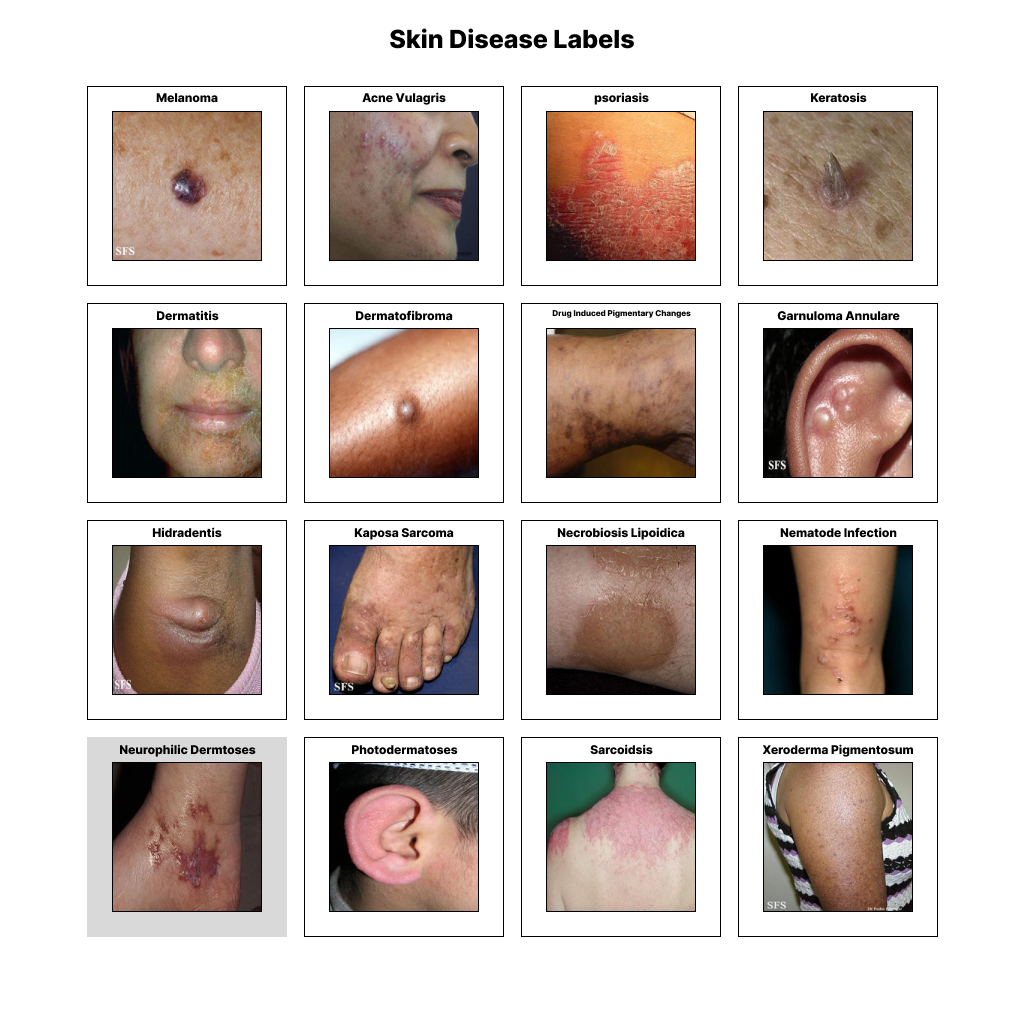 Skin Disease Labels
Melanoma
Acne Vulagris
psoriasis
Keratosis
SFS
Dermatitis
Dermatofibroma
Drug Induced Pigmentary Changes
Garnuloma Annulare
SFS
Hidradentis
Kaposa Sarcoma
Necrobiosis Lipoidica
Nematode Infection
SFS
SFS
Neurophilic Dermtoses
Photodermatoses
Sarcoidsis
Xeroderma Pigmentosum
SFS